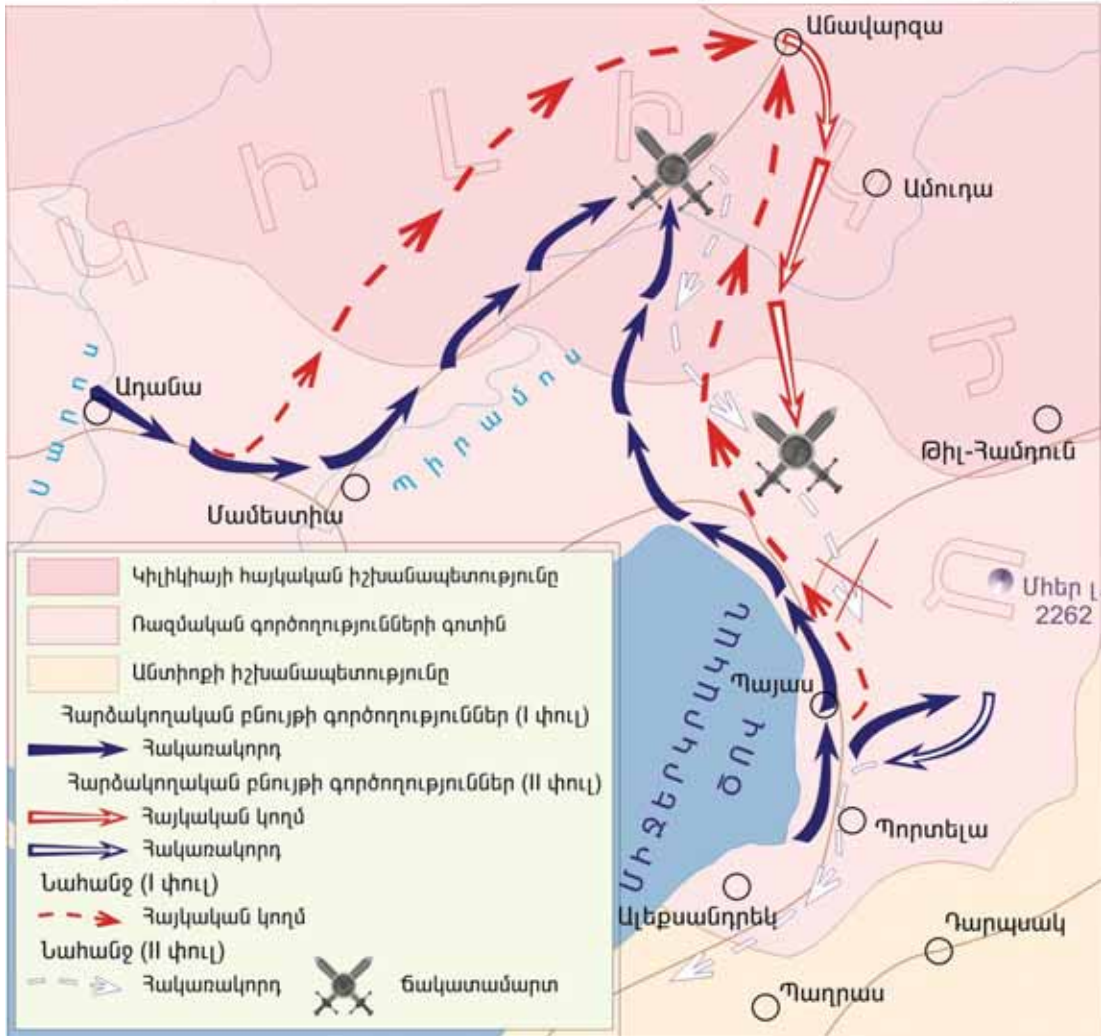 Անավարզա
Ամուդա
ԿԻԼԻԿԻԱ
Սարոս
Ադանա
Պիրամոս
Թիլ-Համդուն
Մամեստիա
Կիլիկիայի հայկական իշխանապետությունը
Ռազմական գործողությունների գոտին
Անտիոքի իշխանապետությունը
Հարձակողական բնույթի գործողություններ (I փուլ)
Հակառակորդ
Հարձակողական բնույթի գործողություններ (II փուլ)
Հայկական կողմ
Հակառակորդ
Նահանջ (I փուլ)
Հայկական կողմ
Նահանջ (II փուլ)
Հակառակորդ
Ճակատամարտ
Մհեր լ.
2262
ՄԻՋԵՐԿՐԱԿԱՆ
ԾՈՎ
Պայաս
Պորտելա
Ալեքսանդրեկ
Դարպսակ
Պաղրաս